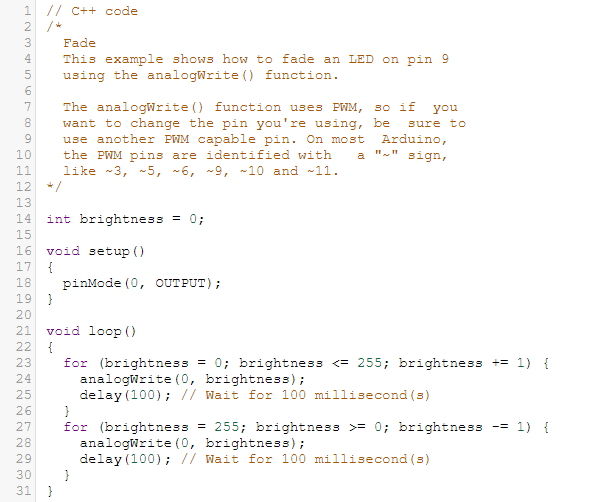 1 // C++ code
2 /*
3   Fade
4   This example shows how to fade an LED on pin 9
5   using the analogWrite() function.
6
7   The analogWrite() function uses PWM, so if  you
8   want to change the pin you're using, be  sure to
9   use another PWM capable pin. On most  Arduino,
10   the PWM pins are identified with   a "~" sign,
11   like ~3, ~5, ~6, ~9, ~10 and ~11.
12 */
13
14 int brightness = 0;
15
16 void setup()
17 {
18   pinMode(0, OUTPUT);
19 }
20
21 void loop()
22 {
23   for (brightness = 0; brightness <= 255; brightness += 1) {
24     analogWrite(0, brightness);
25     delay(100); // Wait for 100 millisecond(s)
26   }
27   for (brightness = 255; brightness >= 0; brightness -= 1) {
28     analogWrite(0, brightness);
29     delay(100); // Wait for 100 millisecond(s)
30   }
31 }